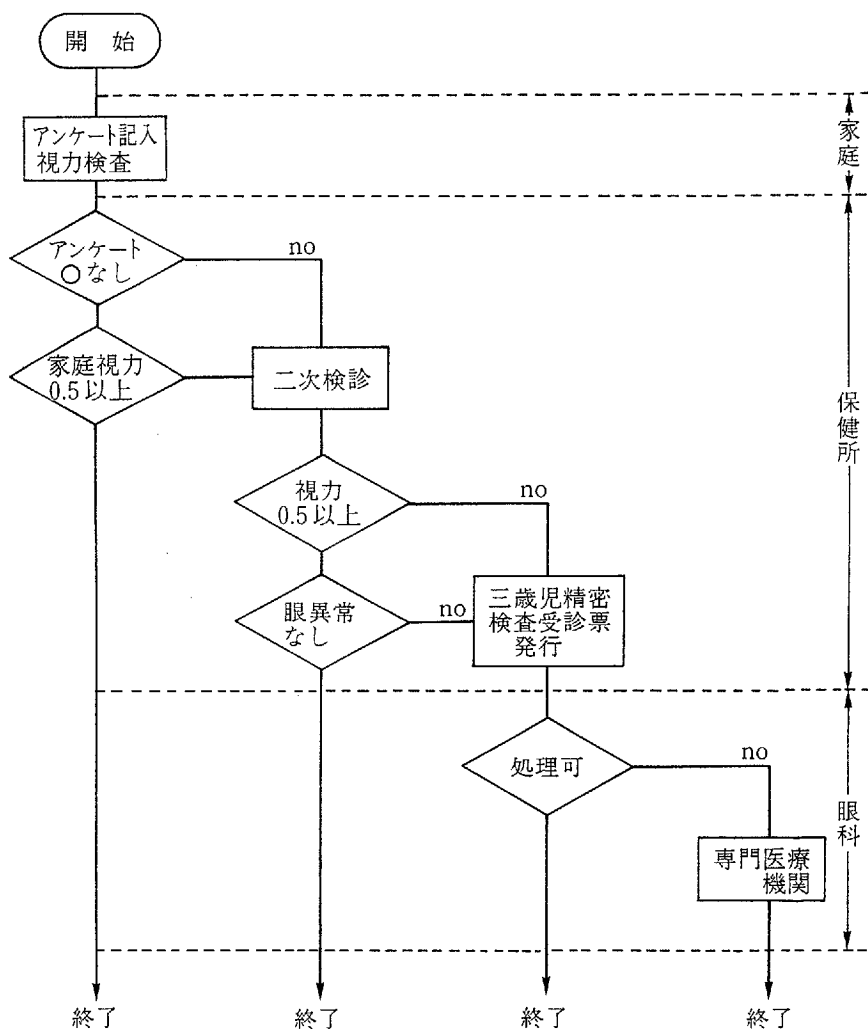 開始
アンケート記入
視力検査
家庭
アンケート
○なし
no
家庭視力
0.5以上
二次検診
保健所
視力
0.5以上
no
眼異常
なし
no
三歳児精密
検査受診票
発行
処理可
no
眼科
専門医療
機関
終了
終了
終了
終了